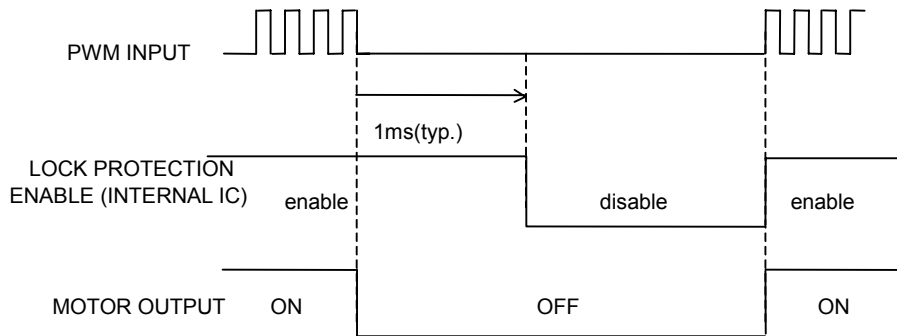 PWM INPUT
1ms(typ.)
LOCK PROTECTION
ENABLE (INTERNAL IC)
enable
disable
enable
MOTOR OUTPUT
ON
OFF
ON